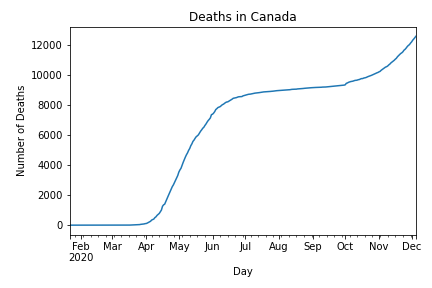 Deaths in Canada
Number of Deaths
12000
10000
8000
6000
4000
2000
0
Feb Mar Apr May Jun Jul Aug Sep Oct Nov Dec
2020
Day